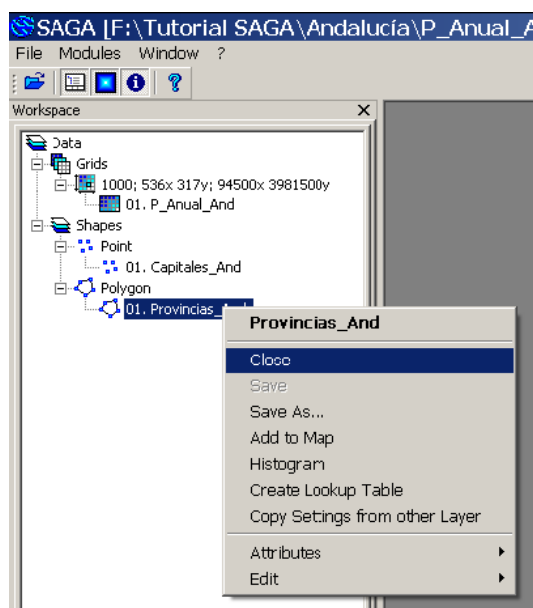 SAGA [F:\Tutorial SAGA\Andalucía\P_Anual_A
File Modules Window ?
Workspace X
Data
Grids
1000; 536x 317y; 94500x 3981500y
01. P_Anual_And
Shapes
Point
01. Capitales_And
Polygon
01. Provincias_And
Provincias_And
Close
Save
Save As...
Add to Map
Histogram
Create Lookup Table
Copy Settings from other Layer
Attributes
Edit